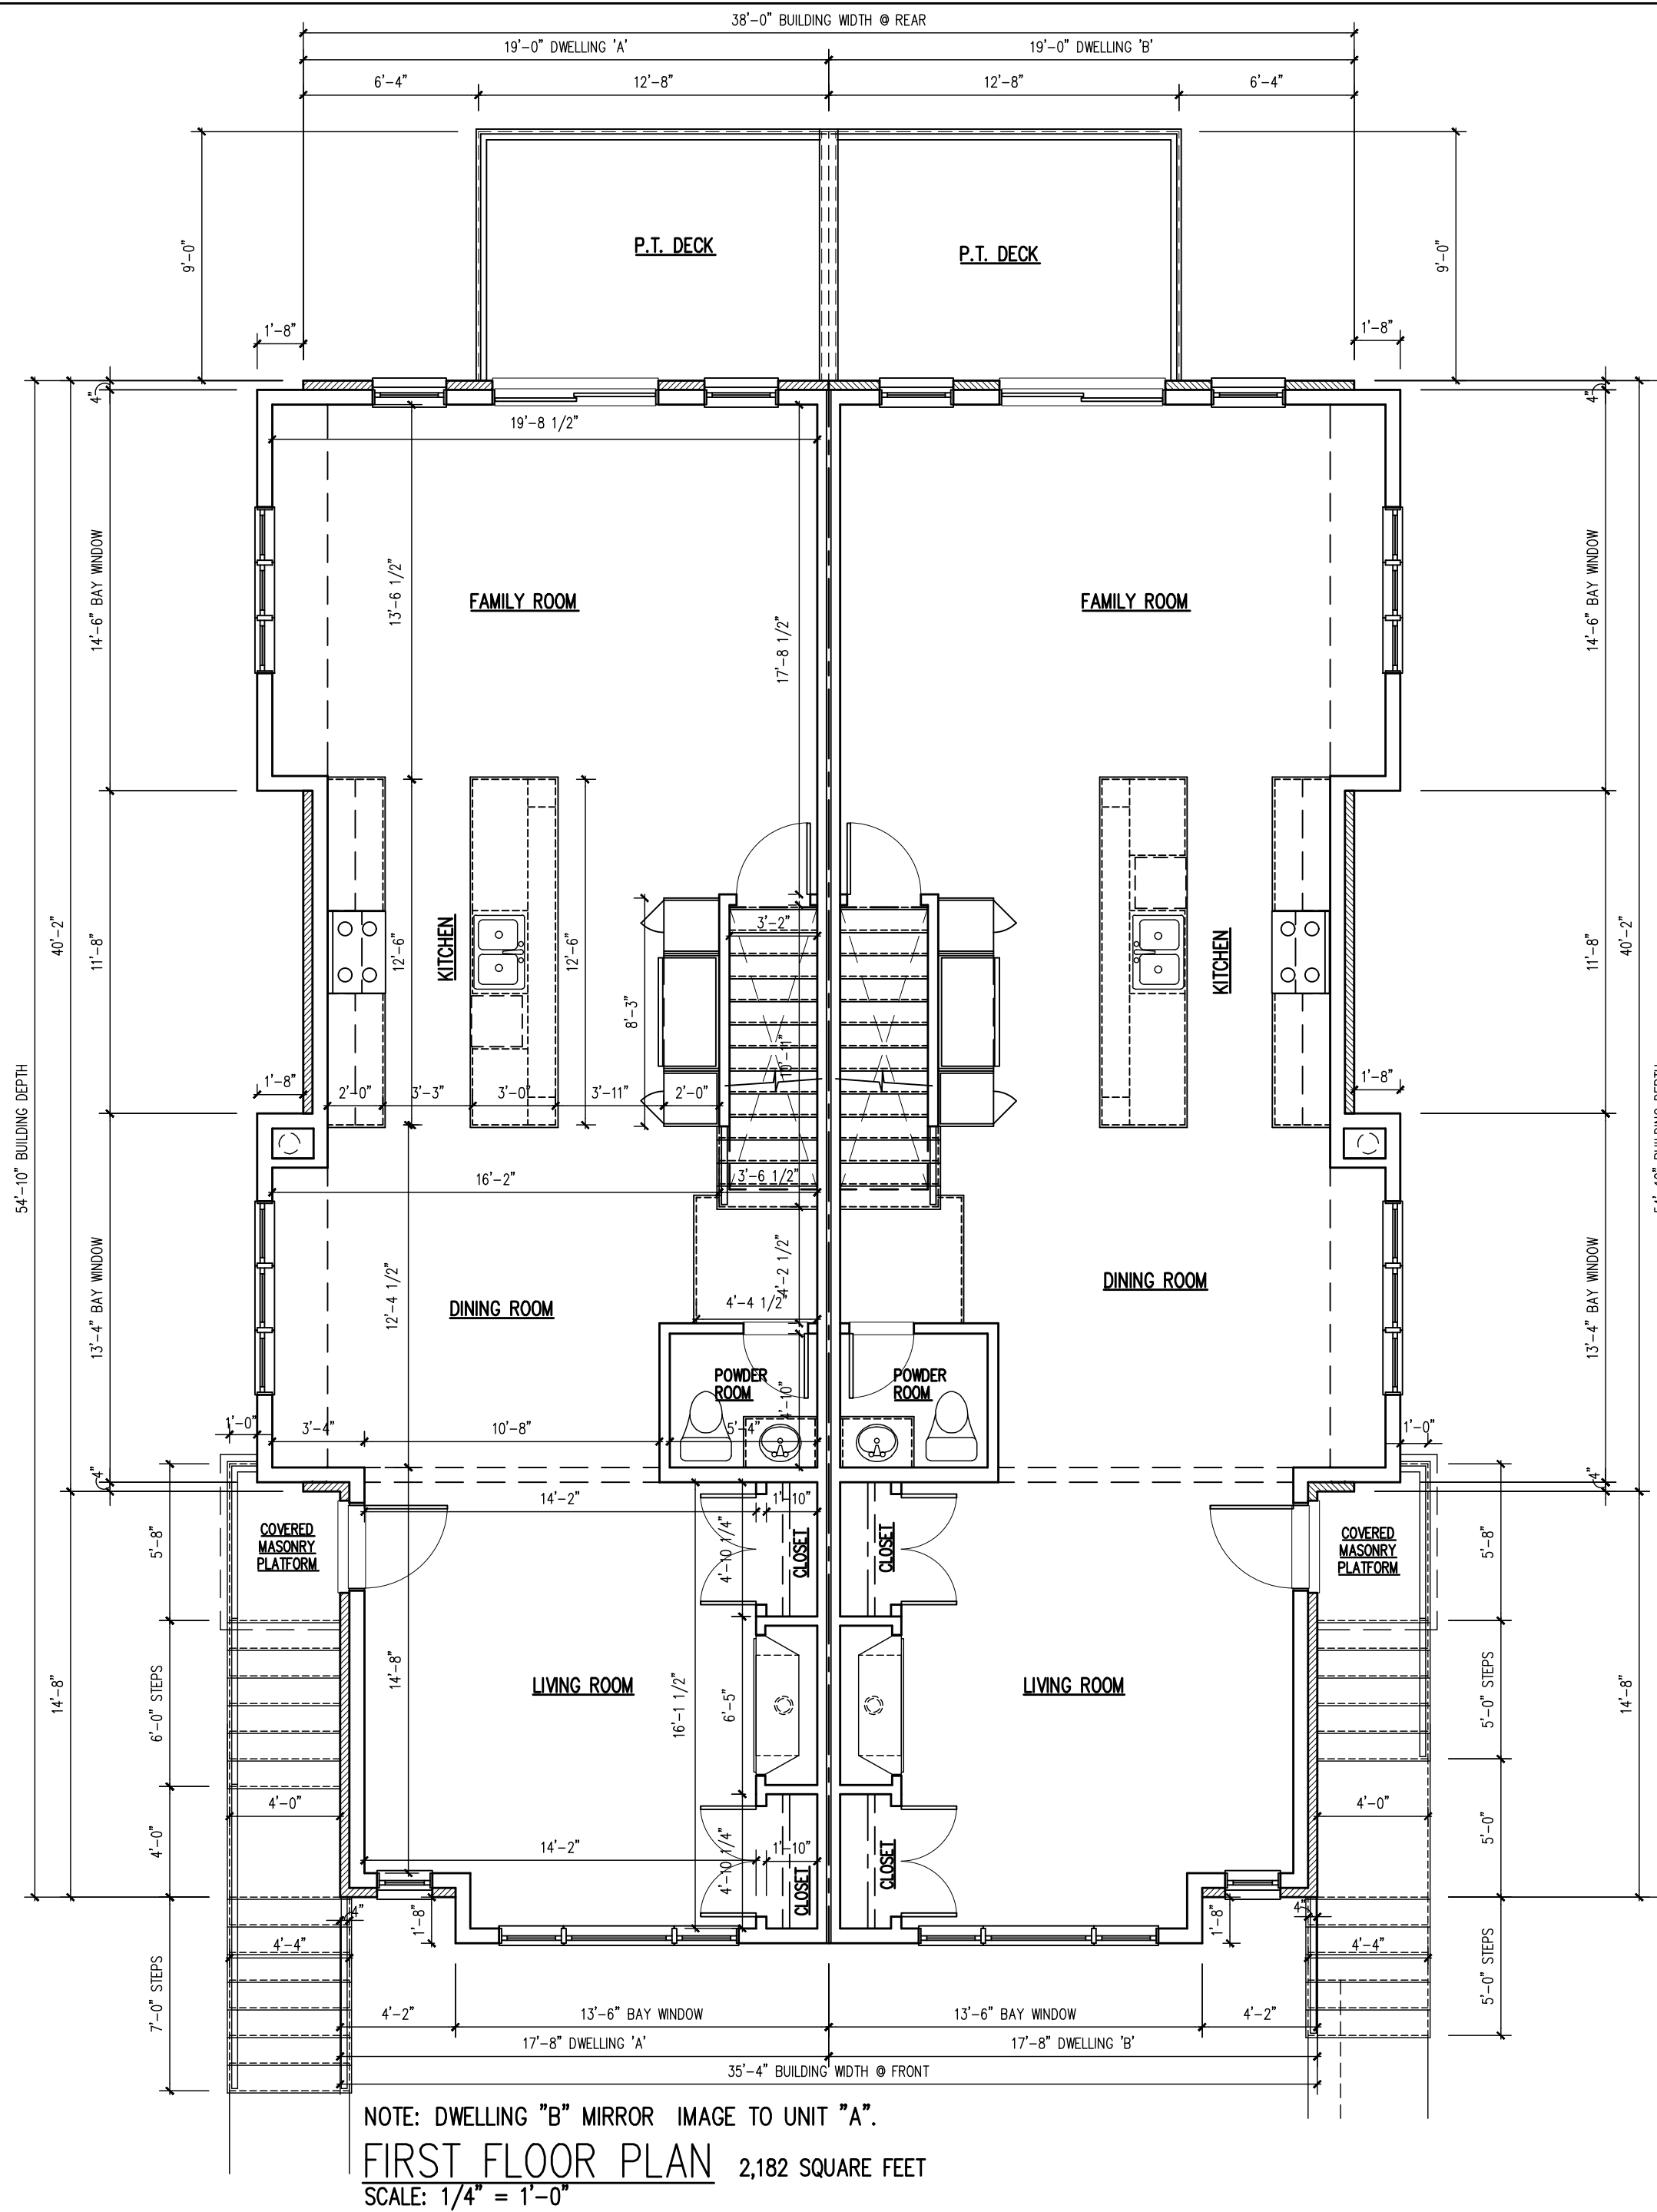 38'-0" BUILDING WIDTH @ REAR
19'-0" DWELLING 'A'
19'-0" DWELLING 'B'
6'-4"
12'-8"
12'-8"
6'-4"
9'-0"
P.T. DECK
P.T. DECK
9'-0"
1'-8"
1'-8"
4"
4"
19'-8 1/2"
14'-6" BAY WINDOW
13'-6 1/2"
FAMILY ROOM
17'-8 1/2"
FAMILY ROOM
14'-6" BAY WINDOW
40'-2"
11'-8"
12'-6"
KITCHEN
12'-6"
8'-3"
3'-2"
10'-11"
KITCHEN
11'-8"
40'-2"
54'-10" BUILDING DEPTH
1'-8"
2'-0"
3'-3"
3'-0"
3'-11"
2'-0"
1'-8"
16'-2"
3'-6 1/2"
13'-4" BAY WINDOW
12'-4 1/2"
DINING ROOM
4'-2 1/2"
4'-4 1/2"
DINING ROOM
13'-4" BAY WINDOW
POWDER
ROOM
4'-10"
POWDER
ROOM
1'-0"
3'-4"
10'-8"
5'-4"
1'-0"
4"
4"
14'-2"
1'-10"
5'-8"
COVERED
MASONRY
PLATFORM
4'-10 1/4"
CLOSET
CLOSET
COVERED
MASONRY
PLATFORM
5'-8"
14'-8"
6'-0" STEPS
14'-8"
LIVING ROOM
16'-1 1/2"
6'-5"
LIVING ROOM
5'-0" STEPS
14'-8"
4'-0"
4'-0"
4'-0"
14'-2"
4'-10 1/4"
1'-10"
CLOSET
CLOSET
5'-0"
4"
1'-8"
1'-8"
4"
4'-4"
4'-4"
7'-0" STEPS
5'-0" STEPS
4'-2"
13'-6" BAY WINDOW
13'-6" BAY WINDOW
4'-2"
17'-8" DWELLING 'A'
17'-8" DWELLING 'B'
35'-4" BUILDING WIDTH @ FRONT
NOTE: DWELLING "B" MIRROR IMAGE TO UNIT "A".
FIRST FLOOR PLAN 2,182 SQUARE FEET
SCALE: 1/4" = 1'-0"